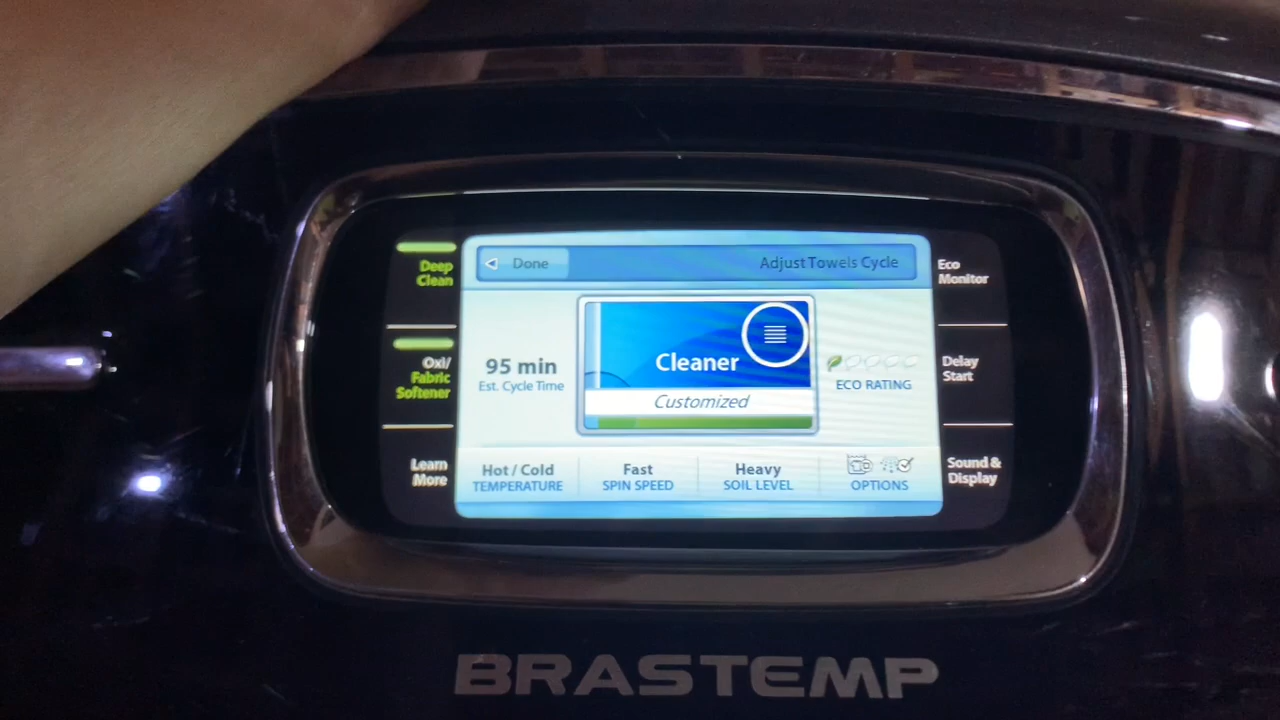 Deep
Clean
Oxi/
Fabric
Softener
Learn
More
Done
Adjust Towels Cycle
95 min
Est. Cycle Time
Cleaner
Customized
ECO RATING
Hot / Cold
TEMPERATURE
Fast
SPIN SPEED
Heavy
SOIL LEVEL
OPTIONS
Eco
Monitor
Delay
Start
Sound &
Display
BRASTEMP